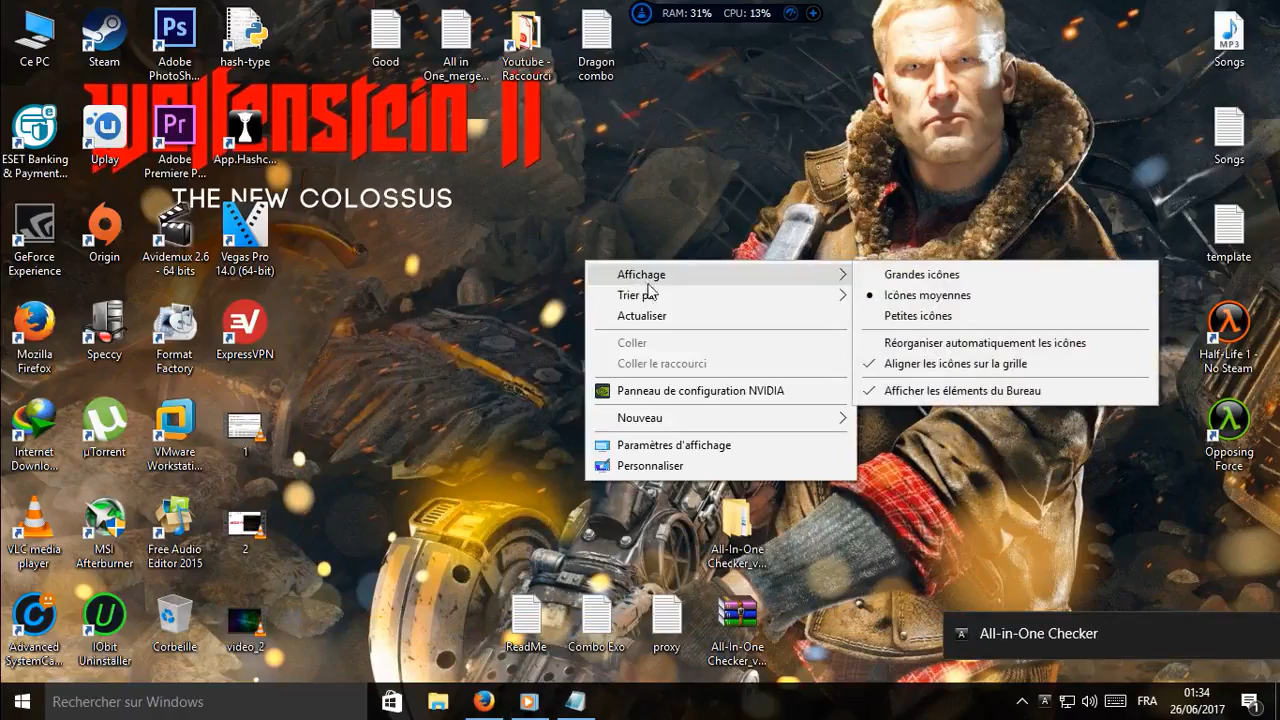 RAM: 31% CPU: 13%
Ce PC
Steam
Adobe
PhotoSh...
hash-type
Good
All in
One_merge...
Youtube -
Raccourci
Dragon
combo
Songs
MP3
Wolfenstein II
THE NEW COLOSSUS
ESET Banking
& Payment...
Uplay
Adobe
Premiere P...
App.Hashc...
Songs
GeForce
Experience
Origin
Avidemux 2.6
- 64 bits
Vegas Pro
14.0 (64-bit)
template
Affichage
Trier
Actualiser
Coller
Coller le raccourci
Panneau de configuration NVIDIA
Nouveau
Paramètres d'affichage
Personnaliser
Grandes icônes
Icônes moyennes
Petites icônes
Réorganiser automatiquement les icônes
Aligner les icônes sur la grille
Afficher les éléments du Bureau
Mozilla
Firefox
Speccy
Format
Factory
ExpressVPN
Half-Life 1 -
No Steam
Internet
Downlo...
µTorrent
VMware
Workstati...
1
Opposing
Force
VLC media
player
MSI
Afterburner
Free Audio
Editor 2015
2
All-In-One
Checker_v...
Advanced
SystemCa...
IObit
Uninstaller
Corbeille
video_2
ReadMe
Combo Exo
proxy
All-In-One
Checker_v...
All-in-One Checker
Rechercher sur Windows
FRA
01:34
26/06/2017